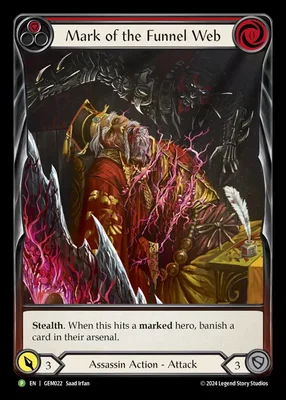 Mark of the Funnel Web
Stealth. When this hits a marked hero, banish
a card in their arsenal.
3 Assassin Action - Attack 3
P EN | GEM022 Saad Irfan © 2024 Legend Story Studios